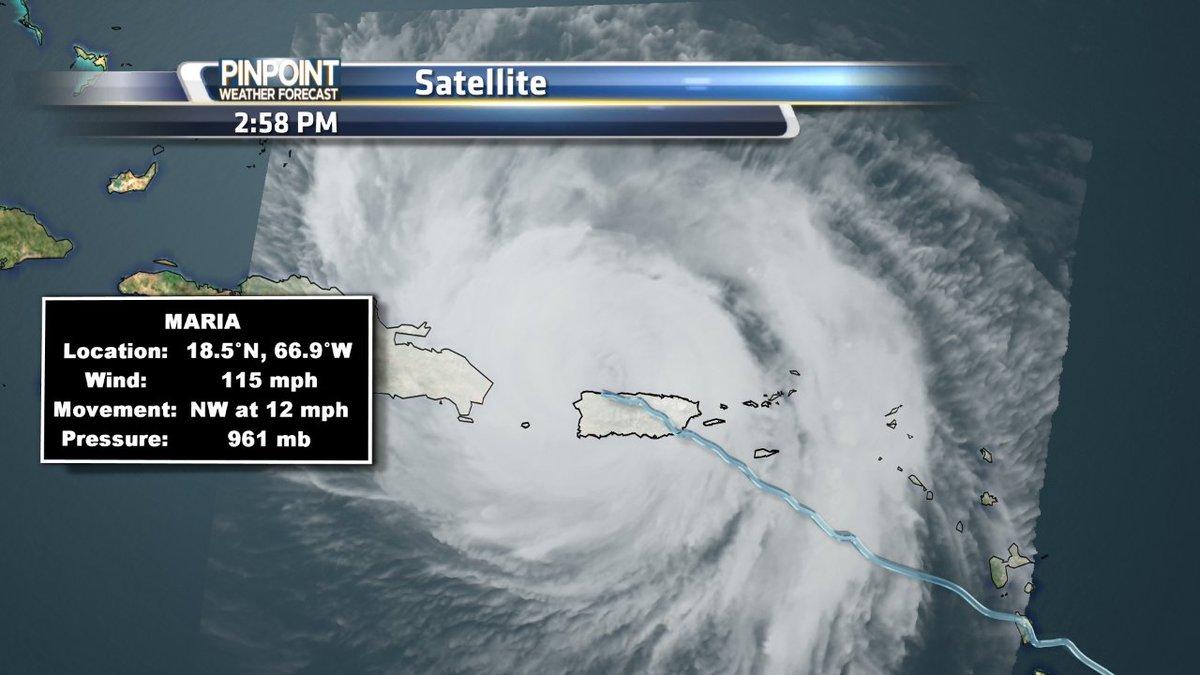 PINPOINT
WEATHER FORECAST
Satellite
2:58 PM
MARIA
Location: 18.5°N, 66.9°W
Wind: 115 mph
Movement: NW at 12 mph
Pressure: 961 mb